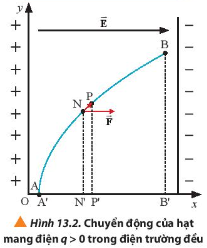 + E⃗ −
y
B
P
N
F⃗
A
O A' N' P' B' x
▲ Hình 13.2. Chuyển động của hạt
mang điện q > 0 trong điện trường đều